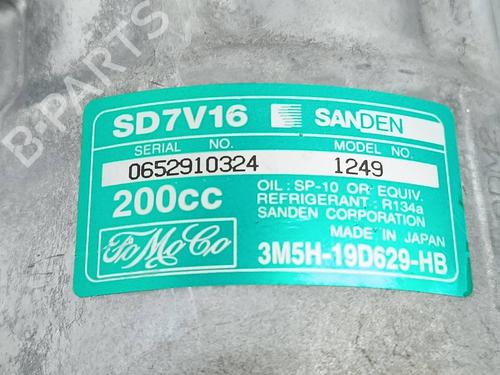 B-PARTS
SD7V16 SANDEN
SERIAL NO. MODEL NO.
0652910324 1249
200cc
OIL : SP-10 OR EQUIV.
REFRIGERANT : R134a
SANDEN CORPORATION
MADE IN JAPAN
FoMoCo
3M5H-19D629-HB